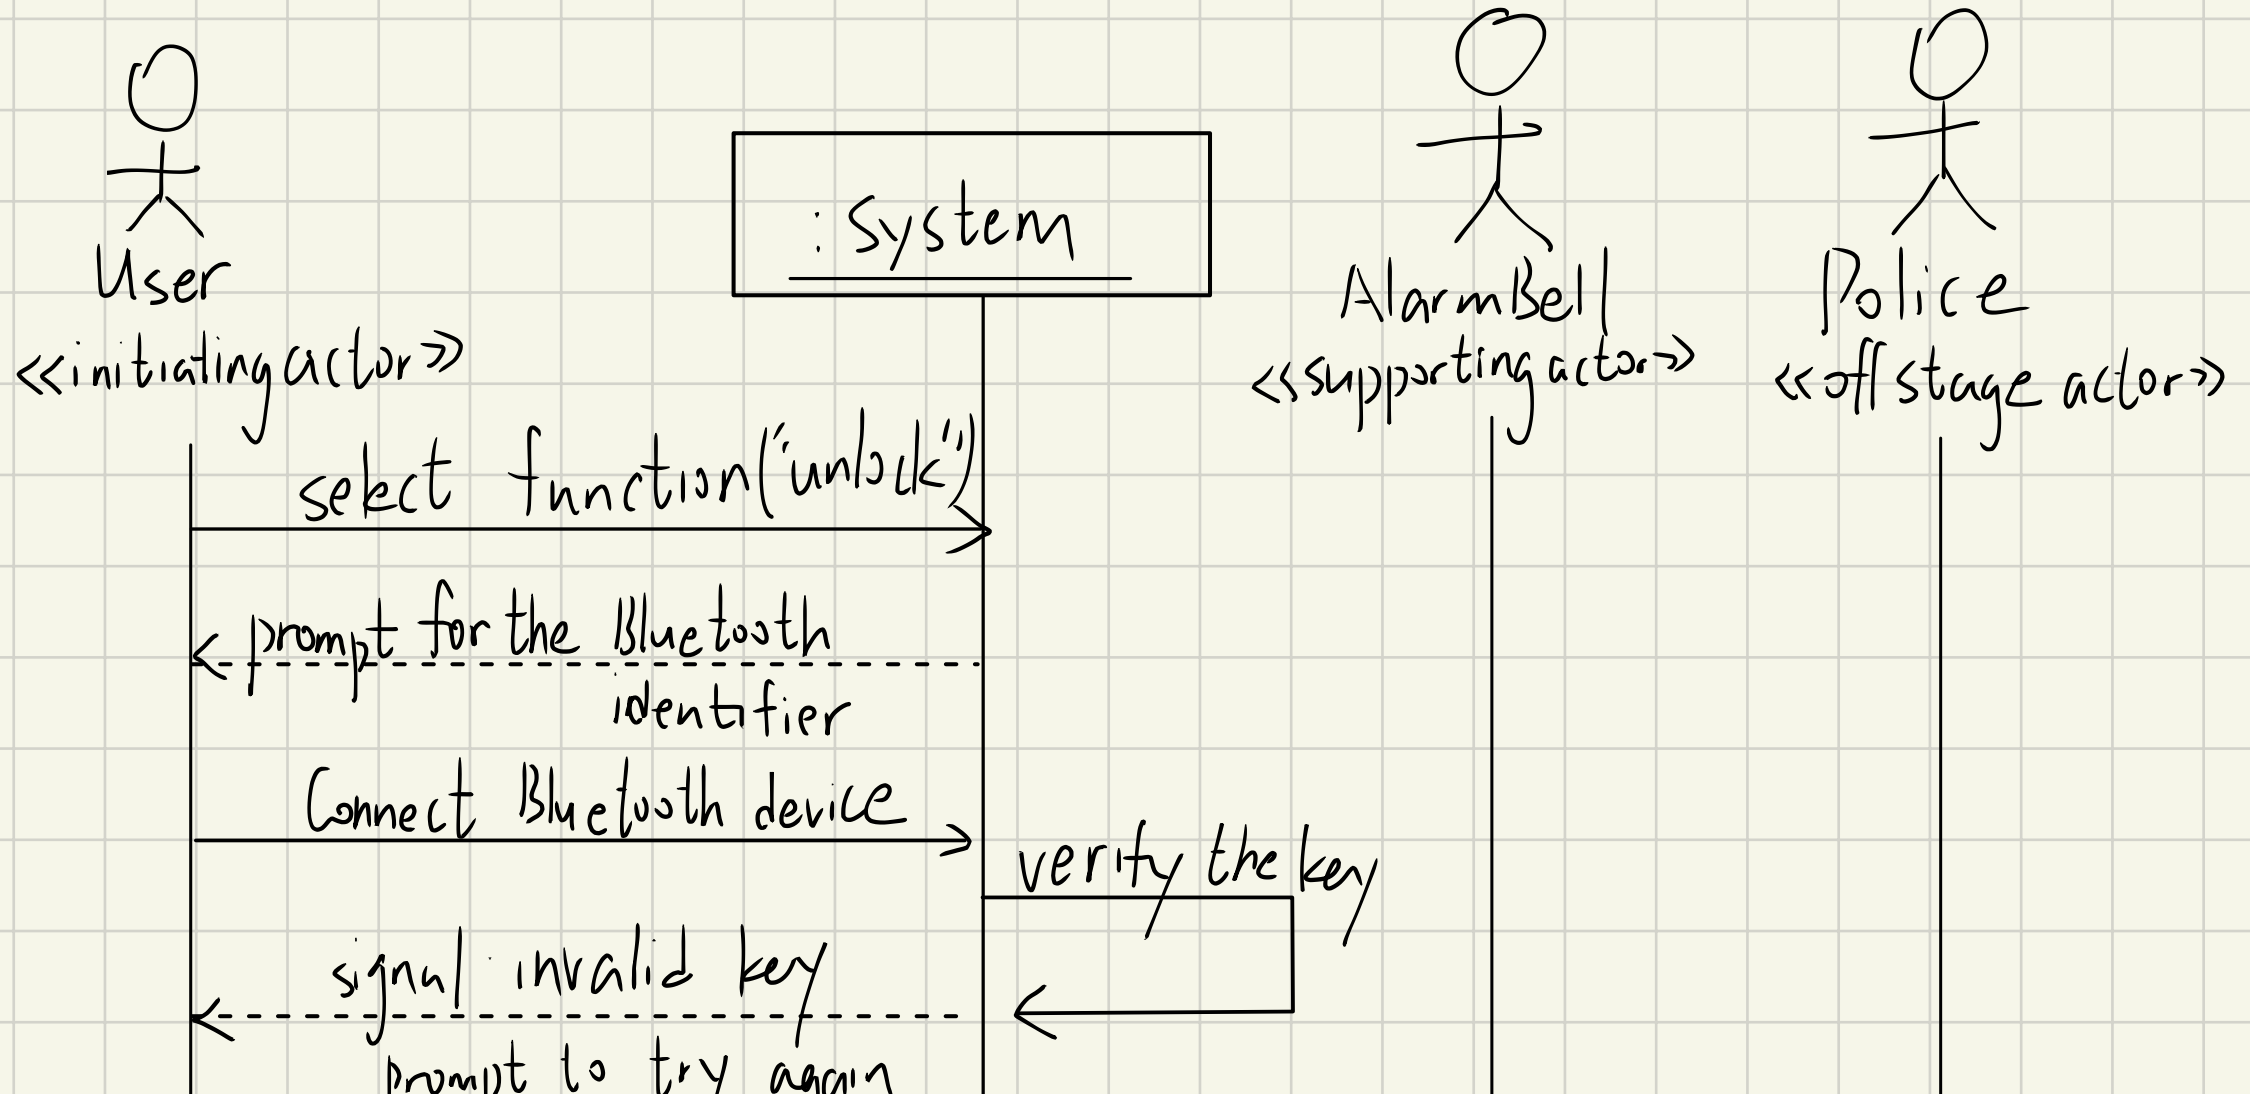 :System
User
AlarmBell
Police
<<initiating actor>>
<<supporting actor>>
<<offstage actor>>
select function("unlock")
prompt for the Bluetooth
identifier
Connect Bluetooth device
verify the key
signal invalid key
prompt to try again